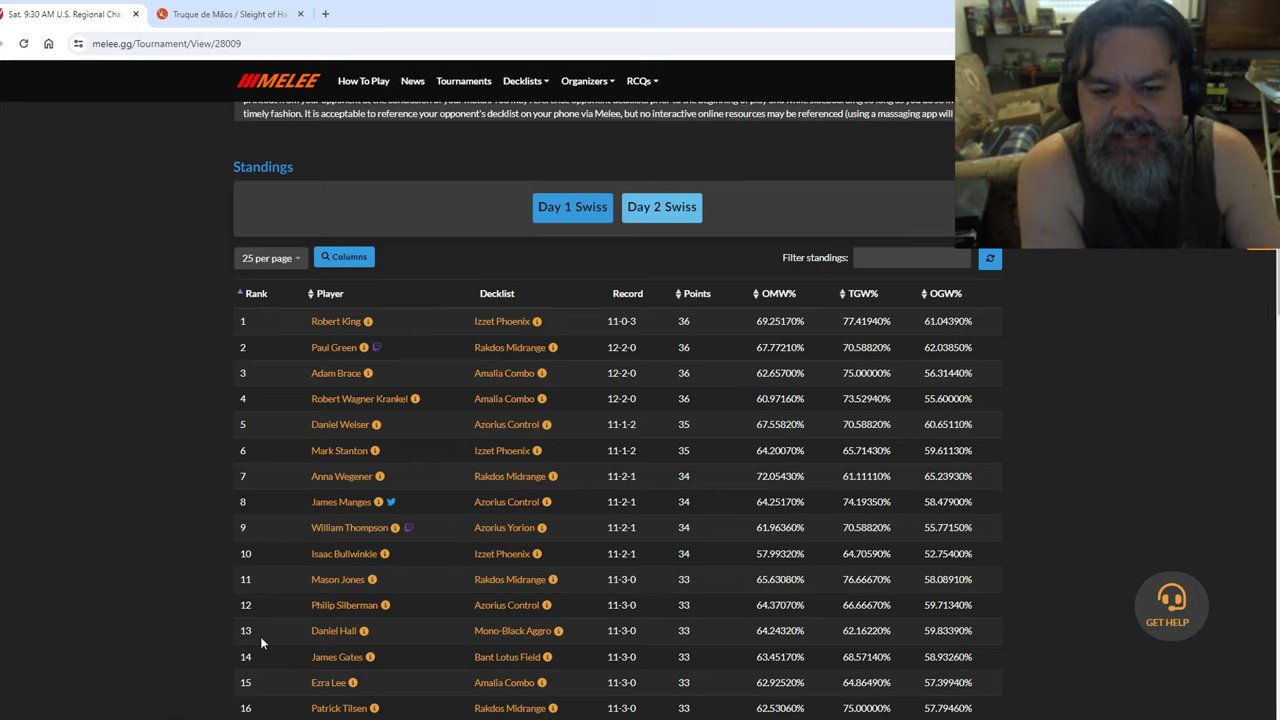 Sat. 9:30 AM U.S. Regional Cha
Truque de Mãos / Sleight of Ha
melee.gg/Tournament/View/28009
MELEE How To Play News Tournaments Decklists Organizers RCQs
timely fashion. It is acceptable to reference your opponent's decklist on your phone via Melee, but no interactive online resources may be referenced (using a massaging app will
Standings
Day 1 Swiss Day 2 Swiss
25 per page Columns Filter standings:
Rank Player Decklist Record Points OMW% TGW% OGW%
1 Robert King Izzet Phoenix 11-0-3 36 69.25170% 77.41940% 61.04390%
2 Paul Green Rakdos Midrange 12-2-0 36 67.77210% 70.58820% 62.03850%
3 Adam Brace Amalia Combo 12-2-0 36 62.65700% 75.00000% 56.31440%
4 Robert Wagner Krankel Amalia Combo 12-2-0 36 60.97160% 73.52940% 55.60000%
5 Daniel Weiser Azorius Control 11-1-2 35 67.55820% 70.58820% 60.65110%
6 Mark Stanton Izzet Phoenix 11-1-2 35 64.20070% 65.71430% 59.61130%
7 Anna Wegener Rakdos Midrange 11-2-1 34 72.05430% 61.11110% 65.23930%
8 James Manges Azorius Control 11-2-1 34 64.25170% 74.19350% 58.47900%
9 William Thompson Azorius Yorion 11-2-1 34 61.96360% 70.58820% 55.77150%
10 Isaac Bullwinkle Izzet Phoenix 11-2-1 34 57.99320% 64.70590% 52.75400%
11 Mason Jones Rakdos Midrange 11-3-0 33 65.63080% 76.66670% 58.08910%
12 Philip Silberman Azorius Control 11-3-0 33 64.37070% 66.66670% 59.71340%
13 Daniel Hall Mono-Black Aggro 11-3-0 33 64.24320% 62.16220% 59.83390%
14 James Gates Bant Lotus Field 11-3-0 33 63.45170% 68.57140% 58.93260%
15 Ezra Lee Amalia Combo 11-3-0 33 62.92520% 64.86490% 57.39940%
16 Patrick Tilsen Rakdos Midrange 11-3-0 33 62.53060% 75.00000% 57.79460%
GET HELP